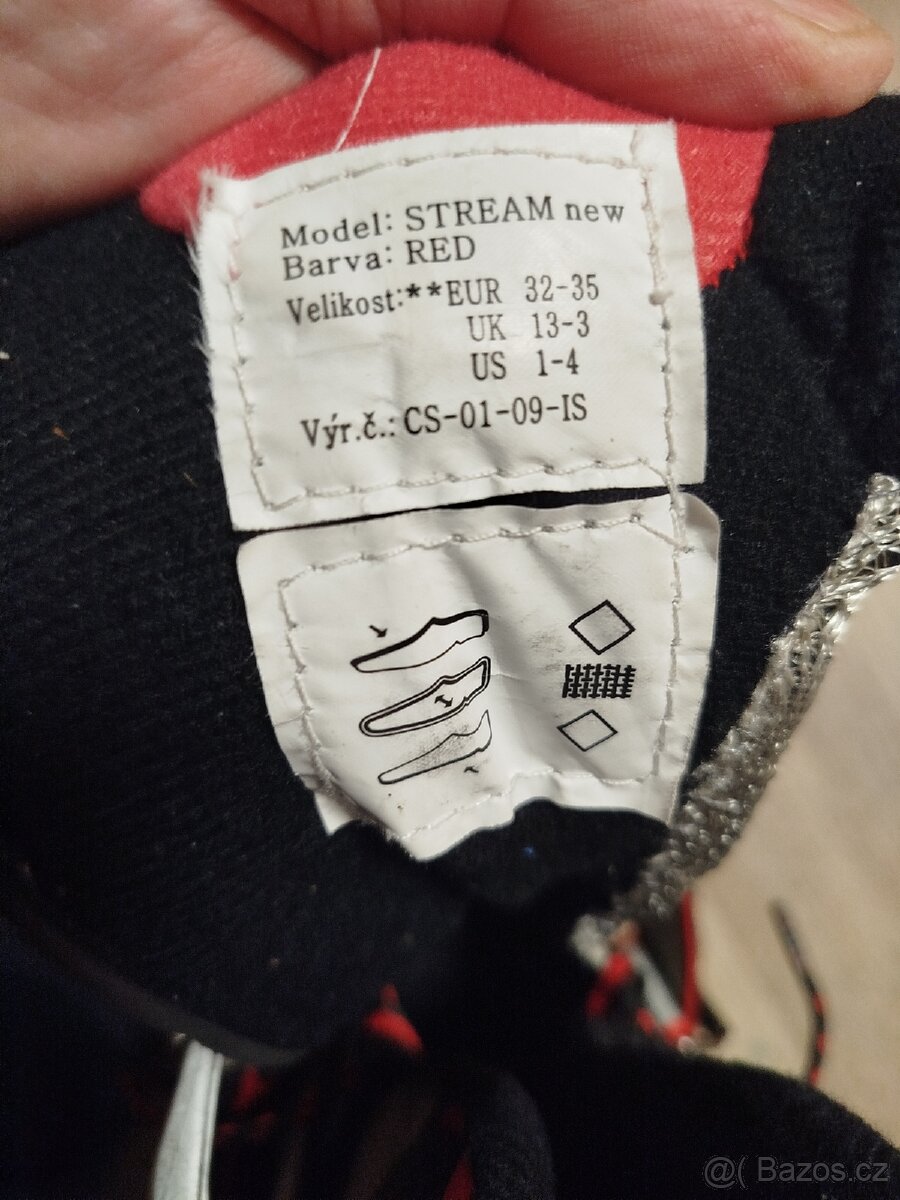 Model: STREAM new
Barva: RED
Velikost:**EUR 32-35
UK 13-3
US 1-4
Výr.č.: CS-01-09-IS
@( Bazos.cz